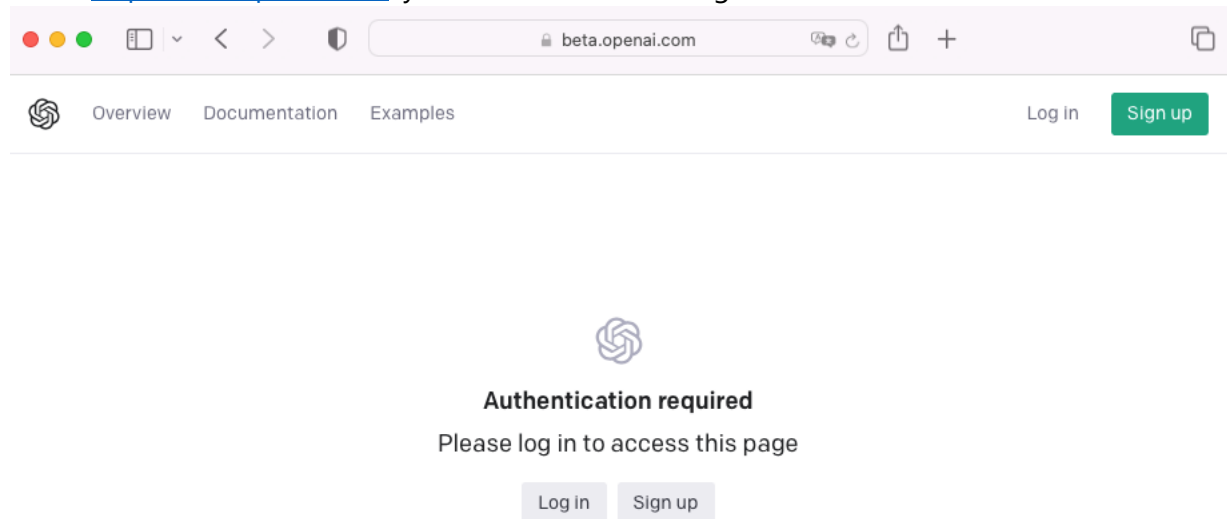 beta.openai.com
Overview Documentation Examples Log in Sign up
Authentication required
Please log in to access this page
Log in Sign up